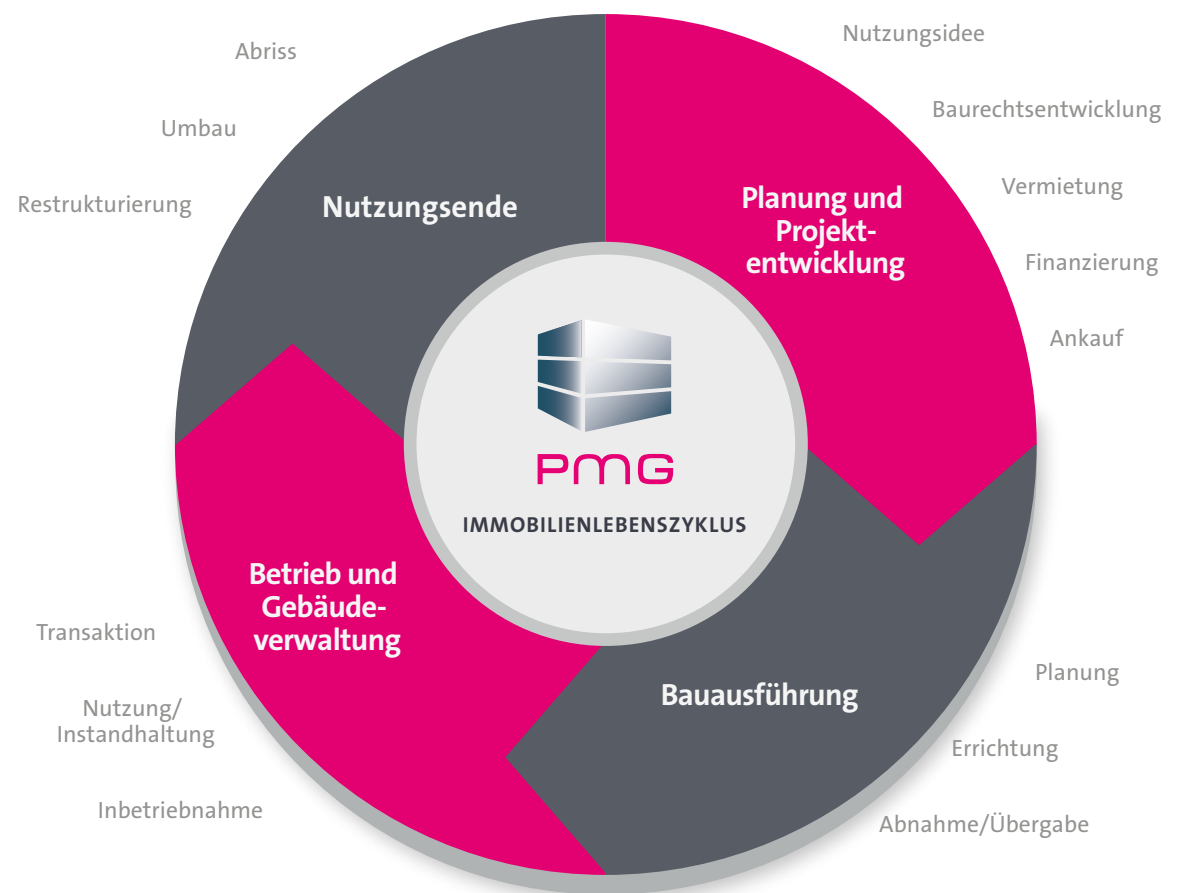 Nutzungsidee
Baurechtsentwicklung
Vermietung
Finanzierung
Ankauf
Planung und
Projekt-
entwicklung
Planung
Errichtung
Abnahme/Übergabe
Bauausführung
Inbetriebnahme
Nutzung/
Instandhaltung
Transaktion
Betrieb und
Gebäude-
verwaltung
Restrukturierung
Umbau
Abriss
Nutzungsende
PMG
IMMOBILIENLEBENSZYKLUS